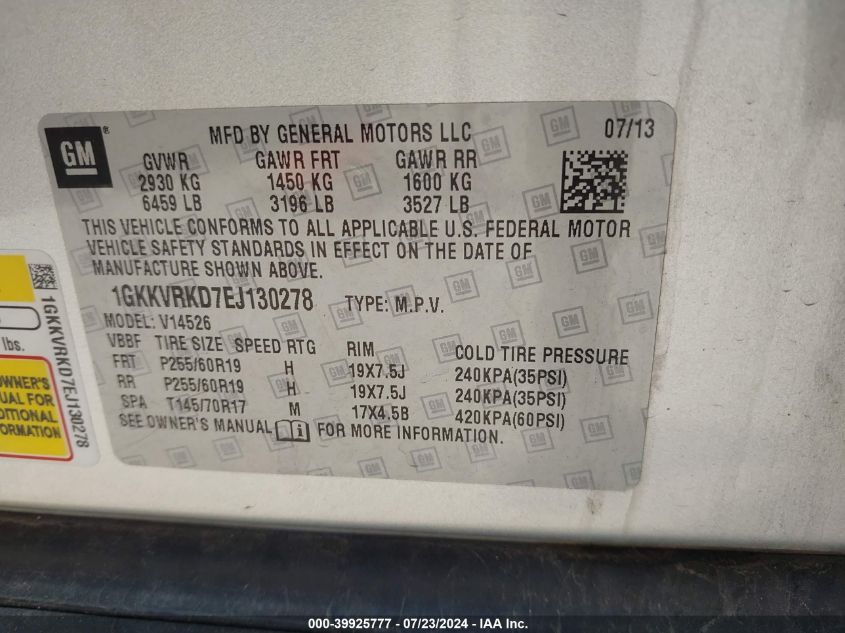 GM
MFD BY GENERAL MOTORS LLC 07/13
GVWR GAWR FRT GAWR RR
2930 KG 1450 KG 1600 KG
6459 LB 3196 LB 3527 LB
THIS VEHICLE CONFORMS TO ALL APPLICABLE U.S. FEDERAL MOTOR
VEHICLE SAFETY STANDARDS IN EFFECT ON THE DATE OF
MANUFACTURE SHOWN ABOVE.
1GKKVRKD7EJ130278 TYPE: M.P.V.
MODEL: V14526
VBBF TIRE SIZE SPEED RTG RIM COLD TIRE PRESSURE
FRT P255/60R19 H 19X7.5J 240KPA(35PSI)
RR P255/60R19 H 19X7.5J 240KPA(35PSI)
SPA T145/70R17 M 17X4.5B 420KPA(60PSI)
SEE OWNER'S MANUAL FOR MORE INFORMATION.
lbs.
OWNER'S
FOR
1GKKVRKD7EJ130278
000-39925777 - 07/23/2024 - IAA Inc.